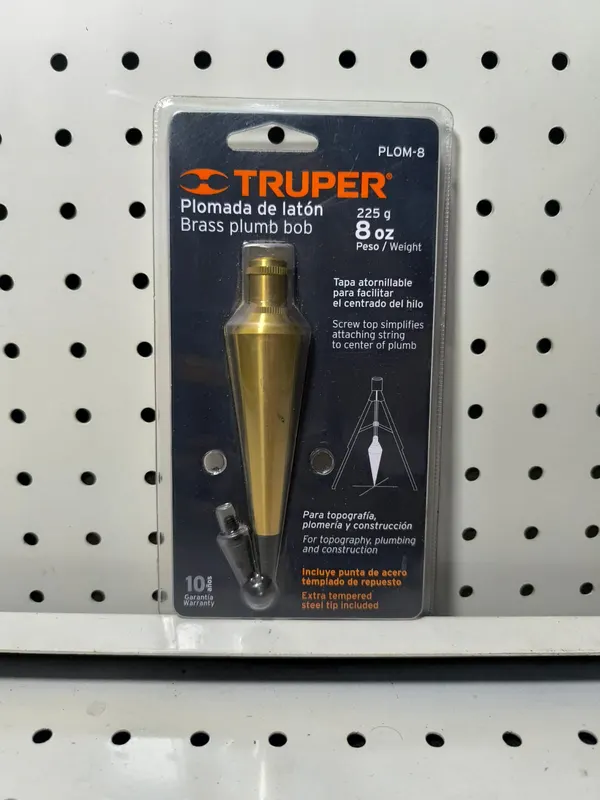 PLOM-8
TRUPER®
Plomada de latón
Brass plumb bob
225 g
8 oz
Peso / Weight
Tapa atornillable
para facilitar
el centrado del hilo
Screw top simplifies
attaching string
to center of plumb
Para topografía,
plomería y construcción
For topography, plumbing
and construction
Incluye punta de acero
témplado de repuesto
Extra tempered
steel tip included
10 años
Garantía
Warranty